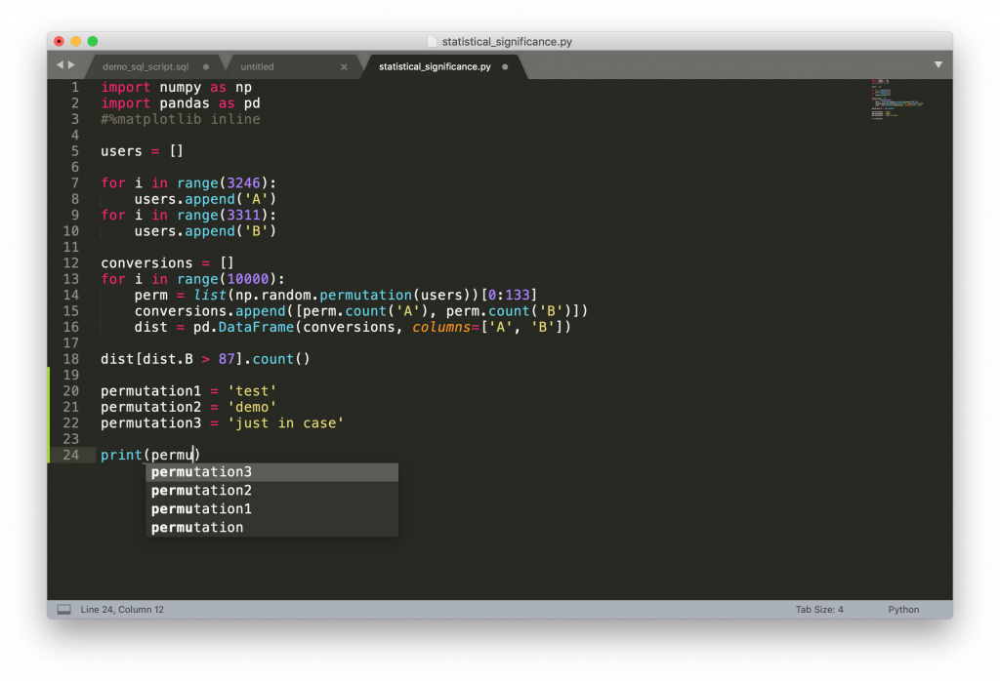 statistical_significance.py
demo_sql_script.sql
untitled
statistical_significance.py
1 import numpy as np
2 import pandas as pd
3 #%matplotlib inline
4
5 users = []
6
7 for i in range(3246):
8     users.append('A')
9 for i in range(3311):
10     users.append('B')
11
12 conversions = []
13 for i in range(10000):
14     perm = list(np.random.permutation(users))[0:133]
15     conversions.append([perm.count('A'), perm.count('B')])
16     dist = pd.DataFrame(conversions, columns=['A', 'B'])
17
18 dist[dist.B > 87].count()
19
20 permutation1 = 'test'
21 permutation2 = 'demo'
22 permutation3 = 'just in case'
23
24 print(permu)
permutation3
permutation2
permutation1
permutation
Line 24, Column 12
Tab Size: 4
Python